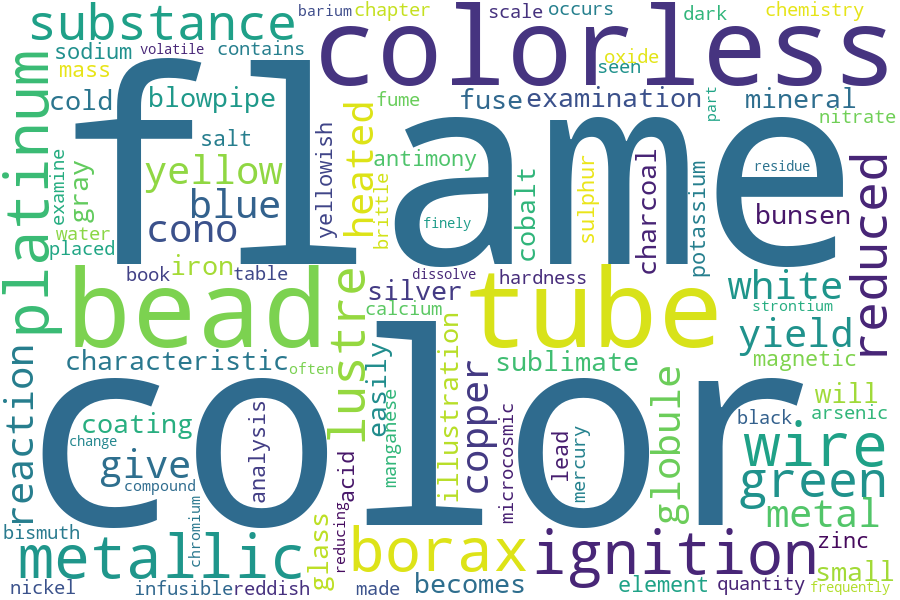 barium
chapter
scale
occurs
dark
chemistry
substance
colorless
sodium
volatile
contains
oxide
seen
mass
platinum
flame
cold
blowpipe
fume
fuse
examination
part
mineral
nitrate
salt
yellowish
heated
antimony
examine
gray
yellow
blue
brittle
finely
cobalt
sulphur
charcoal
potassium
residue
reduced
bunsen
water
cono
placed
iron
book
table
dissolve
hardness
bead
lustre
silver
calcium
tube
white
strontium
yield
magnetic
reaction
characteristic
often
easily
illustration
sublimate
copper
globule
will
arsenic
color
coating
change
give
analysis
compound
manganese
microcosmic
lead
mercury
black
wire
green
metal
acid
chromium
glass
reducing
bismuth
metallic
borax
ignition
zinc
small
nickel
infusible
reddish
made
becomes
element
quantity
frequently